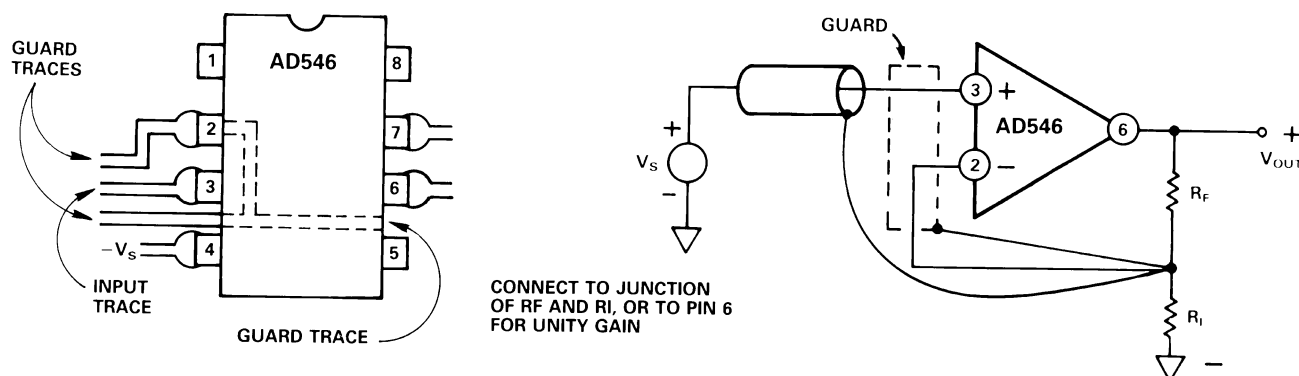 GUARD
TRACES
AD546
1
8
2
7
3
6
−VS
4
5
INPUT
TRACE
GUARD TRACE
CONNECT TO JUNCTION
OF RF AND RI, OR TO PIN 6
FOR UNITY GAIN
GUARD
3
+
AD546
2
−
6
+
VOUT
+
VS
−
RF
RI
−